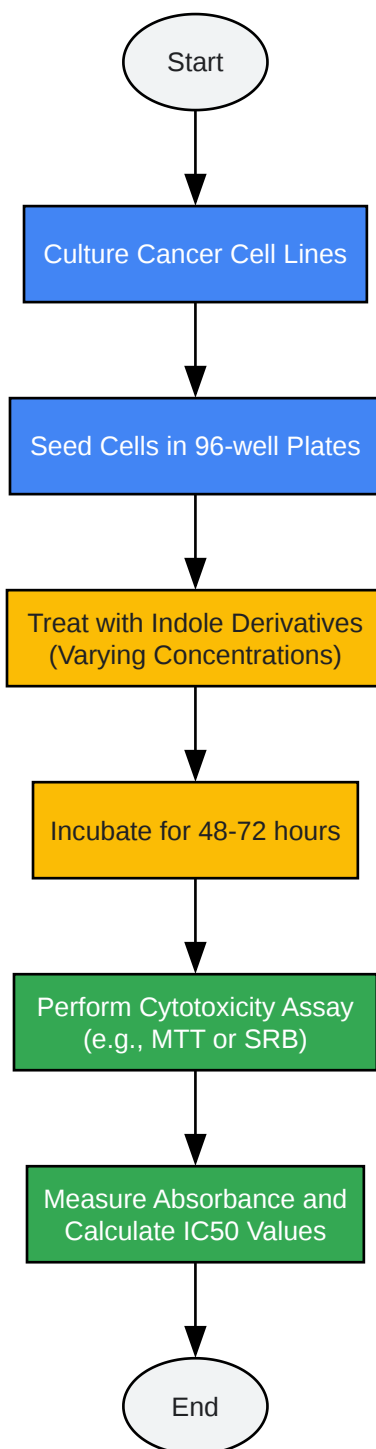 Start
Culture Cancer Cell Lines
Seed Cells in 96-well Plates
Treat with Indole Derivatives
(Varying Concentrations)
Incubate for 48-72 hours
Perform Cytotoxicity Assay
(e.g., MTT or SRB)
Measure Absorbance and
Calculate IC50 Values
End